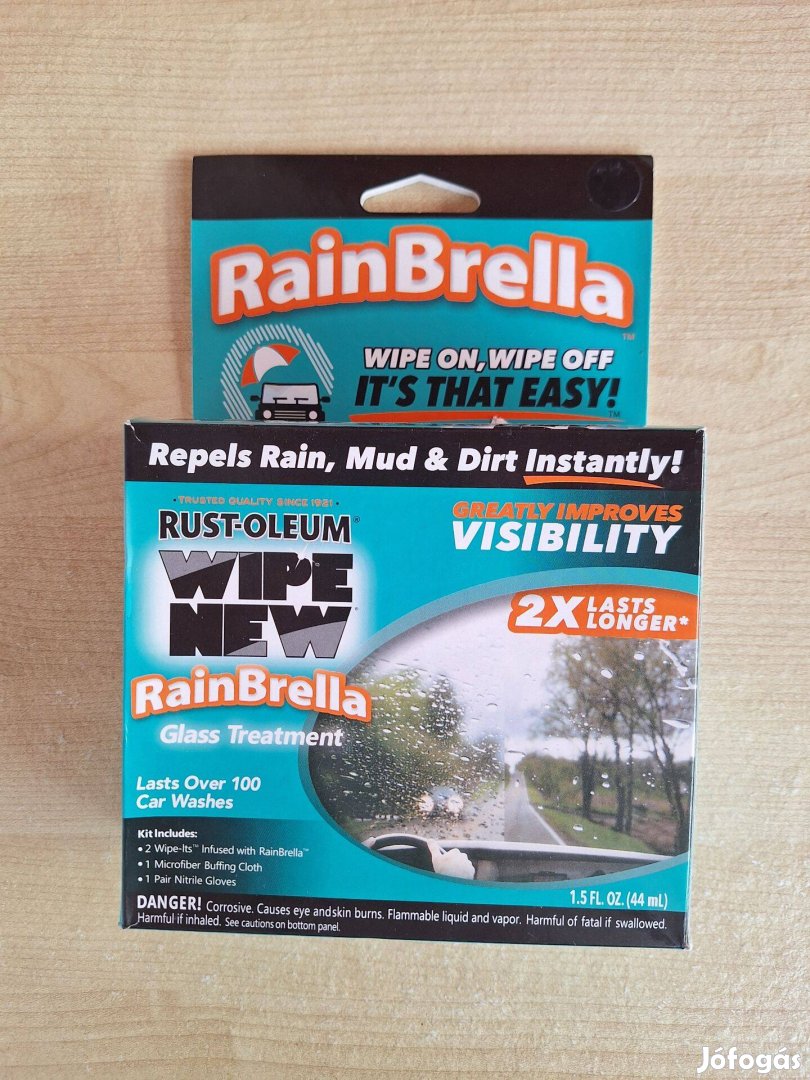 RainBrella™
WIPE ON, WIPE OFF
IT'S THAT EASY!™
Repels Rain, Mud & Dirt Instantly!
• TRUSTED QUALITY SINCE 1921 •
RUST-OLEUM®
WIPE
NEW®
RainBrella
Glass Treatment
GREATLY IMPROVES
VISIBILITY
2X LASTS
LONGER*
Lasts Over 100
Car Washes
Kit Includes:
• 2 Wipe-Its™ Infused with RainBrella™
• 1 Microfiber Buffing Cloth
• 1 Pair Nitrile Gloves
1.5 FL. OZ. (44 mL)
DANGER! Corrosive. Causes eye and skin burns. Flammable liquid and vapor. Harmful of fatal if swallowed.
Harmful if inhaled. See cautions on bottom panel.
Jófogás